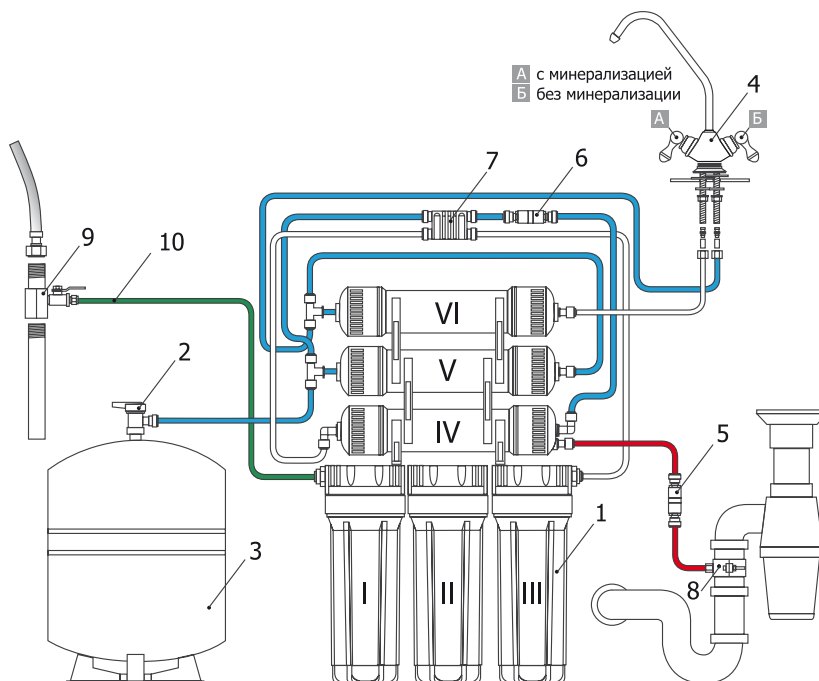 А с минерализацией
Б без минерализации
4
А
Б
7
6
9
10
VI
2
V
IV
5
1
3
I
II
III
8